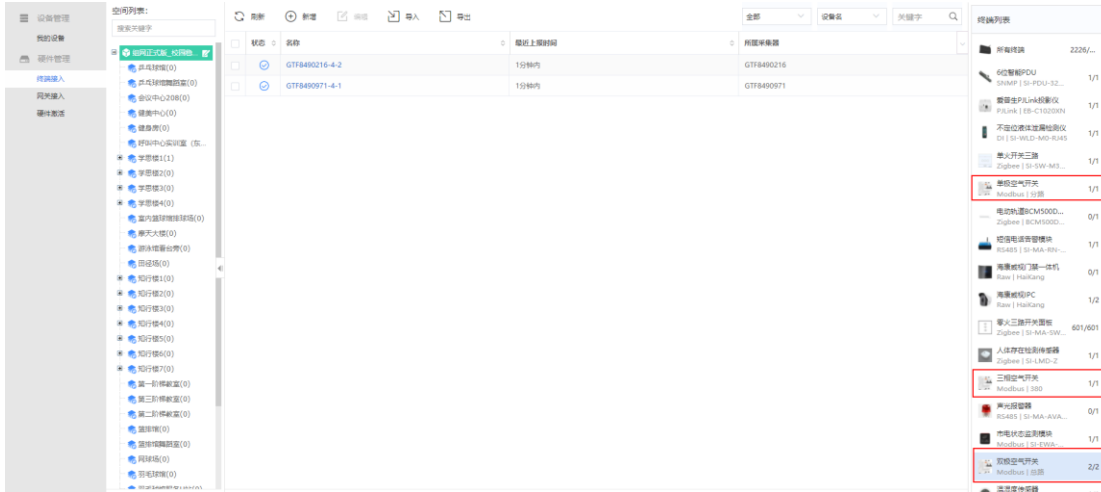 设备管理
我的设备
硬件管理
终端接入
网关接入
硬件激活
空间列表:
搜索关键字
乒乓球馆(0)
乒乓球馆舞蹈室(0)
会议中心208(0)
健美中心(0)
健身房(0)
呼叫中心实训室（东...
学思楼1(1)
学思楼2(0)
学思楼3(0)
学思楼4(0)
室内篮球馆排球场(0)
摩天大楼(0)
游泳馆看台旁(0)
田径场(0)
知行楼1(0)
知行楼2(0)
知行楼3(0)
知行楼4(0)
知行楼5(0)
知行楼6(0)
知行楼7(0)
第一阶梯教室(0)
第三阶梯教室(0)
第二阶梯教室(0)
篮排馆(0)
篮排馆舞蹈室(0)
网球场(0)
羽毛球馆(0)
刷新 新增 编辑 导入 导出 全部 设备名 关键字
状态 名称 最近上报时间 所属采集器
GTF8490216-4-2 1分钟内 GTF8490216
GTF8490971-4-1 1分钟内 GTF8490971
终端列表
所有终端 2226/...
6位智能PDU
SNMP | SI-PDU-32... 1/1
爱普生PJLink投影仪
PJLink | EB-C1020XN 1/1
不定位液体泄漏检测仪
DI | SI-WLD-M0-RJ45 1/1
单火开关三路
Zigbee | SI-SW-M3... 1/1
单极空气开关
Modbus | 分路 1/1
电动轨道BCM500D...
Zigbee | BCM500D... 0/1
短信电话告警模块
RS485 | SI-MA-RN-... 1/1
海康威视门禁一体机
Raw | HaiKang 0/1
海康威视IPC
Raw | HaiKang 1/2
零火三路开关面板
Zigbee | SI-MA-SW... 601/601
人体存在检测传感器
Zigbee | SI-LMD-Z 1/1
三相空气开关
Modbus | 380 1/1
声光报警器
RS485 | SI-MA-AVA... 0/1
市电状态监测模块
Modbus | SI-EWA-... 1/1
双极空气开关
Modbus | 总路 2/2
温湿度传感器